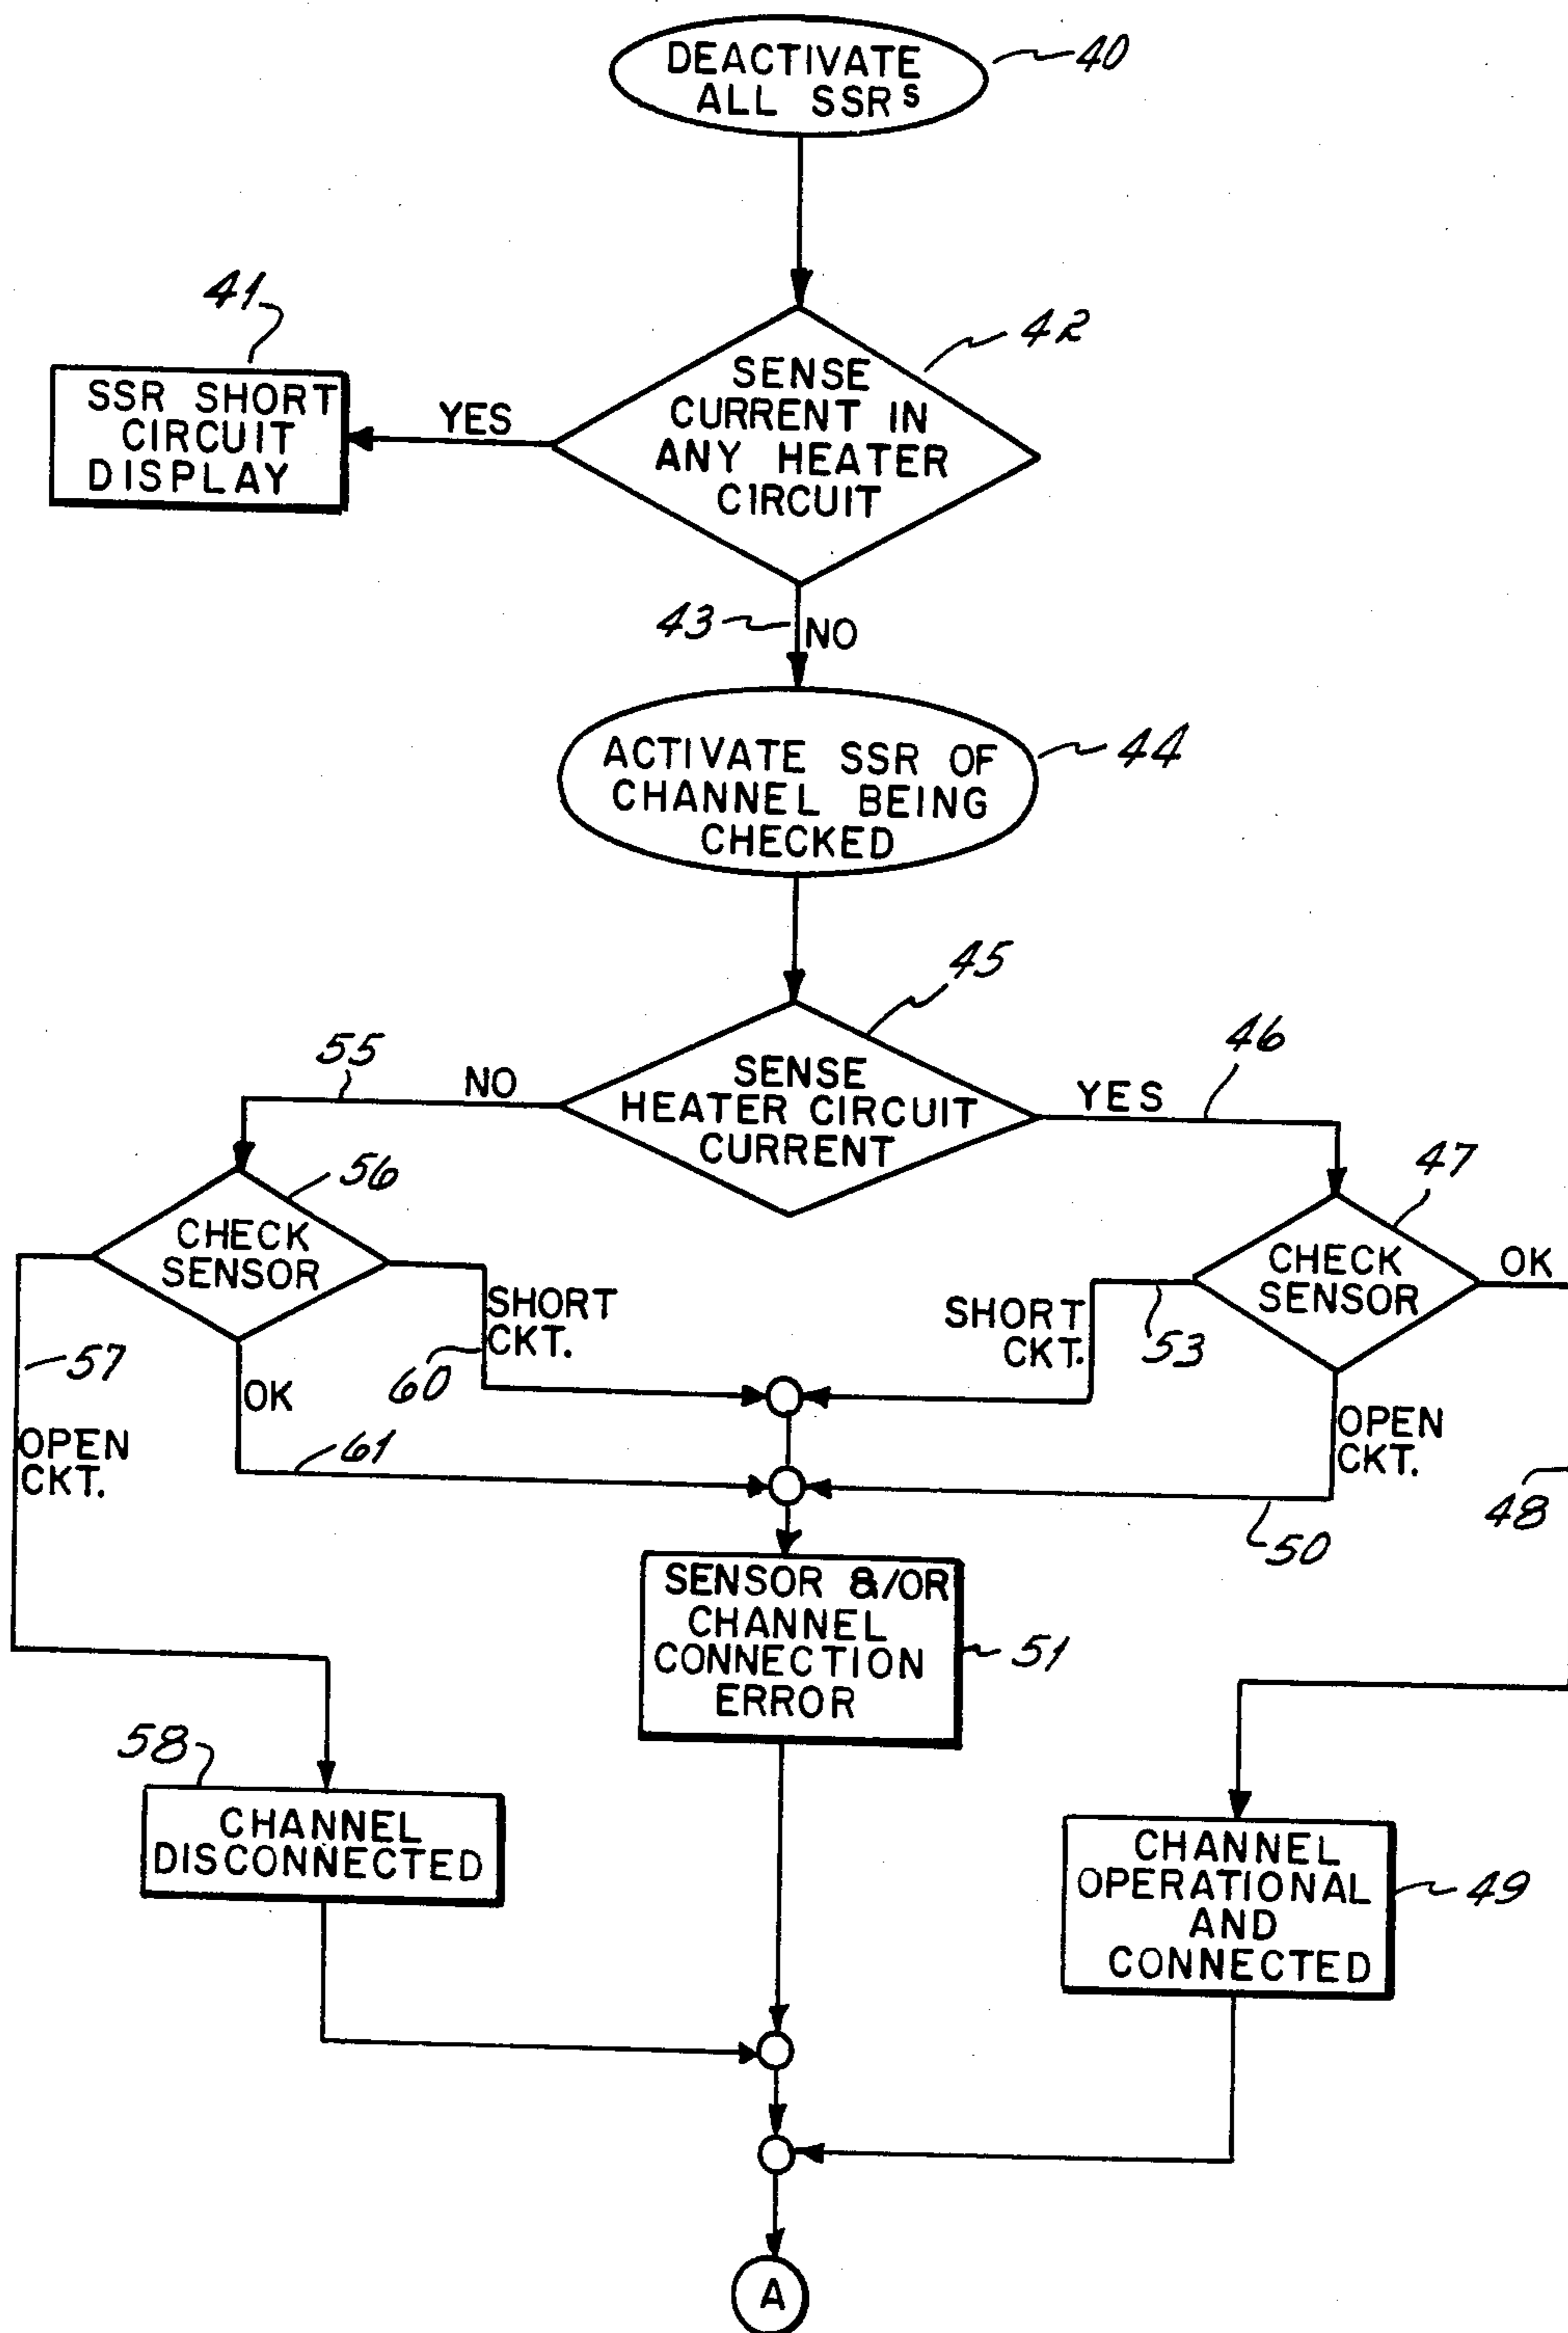 DEACTIVATE
ALL SSRS
40
41
42
SSR SHORT
CIRCUIT
DISPLAY
YES
SENSE
CURRENT IN
ANY HEATER
CIRCUIT
43
NO
ACTIVATE SSR OF
CHANNEL BEING
CHECKED
44
45
55
NO
SENSE
HEATER CIRCUIT
CURRENT
YES
46
56
47
CHECK
SENSOR
CHECK
SENSOR
OK
SHORT
CKT.
SHORT
CKT.
53
57
60
OK
OPEN
CKT.
61
OPEN
CKT.
48
50
SENSOR &/OR
CHANNEL
CONNECTION
ERROR
51
58
CHANNEL
DISCONNECTED
CHANNEL
OPERATIONAL
AND
CONNECTED
49
A